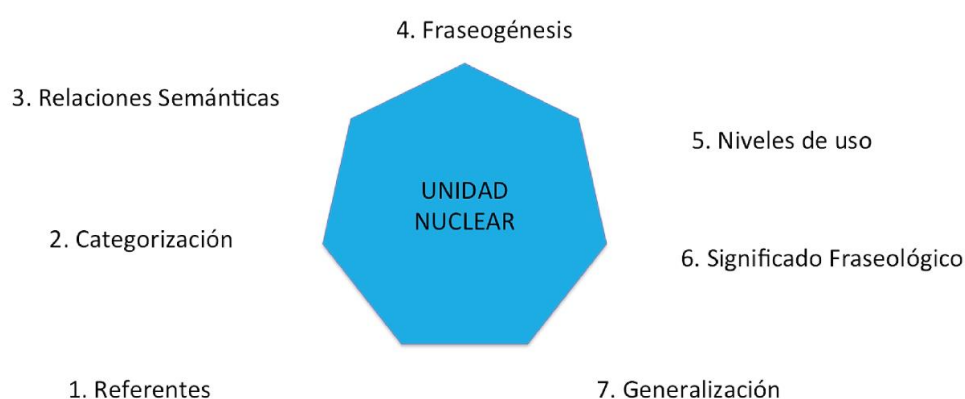 4. Fraseogénesis
3. Relaciones Semánticas
5. Niveles de uso
UNIDAD
NUCLEAR
2. Categorización
6. Significado Fraseológico
1. Referentes
7. Generalización